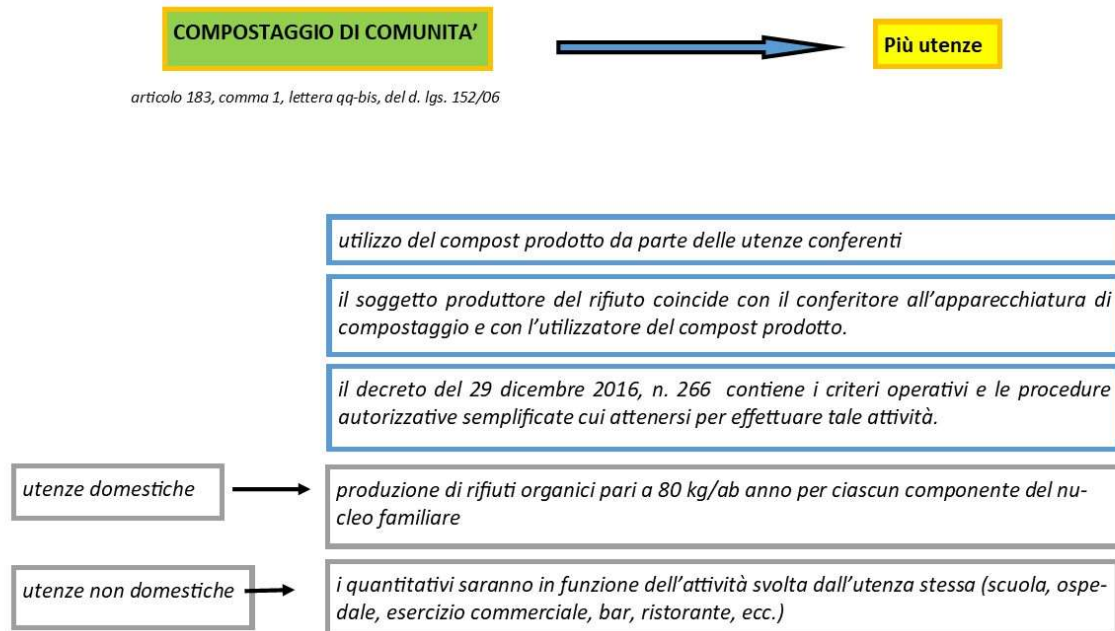 COMPOSTAGGIO DI COMUNITA’
Più utenze
articolo 183, comma 1, lettera qq-bis, del d. lgs. 152/06
utilizzo del compost prodotto da parte delle utenze conferenti
il soggetto produttore del rifiuto coincide con il conferitore all’apparecchiatura di
compostaggio e con l’utilizzatore del compost prodotto.
il decreto del 29 dicembre 2016, n. 266 contiene i criteri operativi e le procedure
autorizzative semplificate cui attenersi per effettuare tale attività.
utenze domestiche
produzione di rifiuti organici pari a 80 kg/ab anno per ciascun componente del nu-
cleo familiare
utenze non domestiche
i quantitativi saranno in funzione dell’attività svolta dall’utenza stessa (scuola, ospe-
dale, esercizio commerciale, bar, ristorante, ecc.)